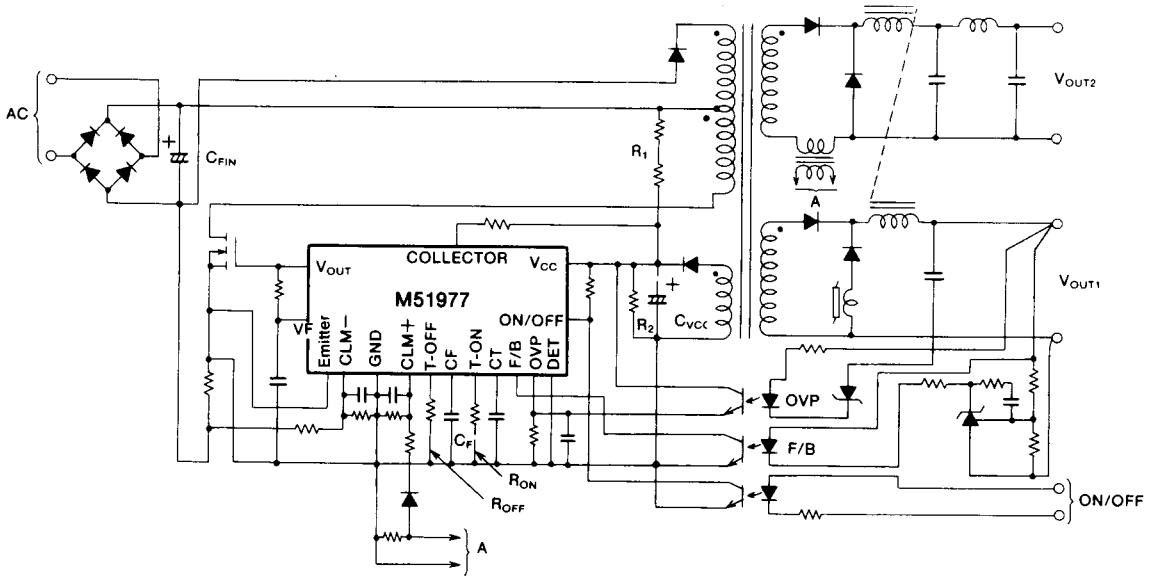 AC
+
CFIN
R1
VOUT2
A
COLLECTOR
VOUT
VCC
M51977
VF
ON/OFF
Emitter
CLM−
GND
CLM+
T-OFF
CF
T-ON
CT
F/B
OVP
DET
R2
+
CVCC
VOUT1
OVP
F/B
CF
RON
ROFF
ON/OFF
A